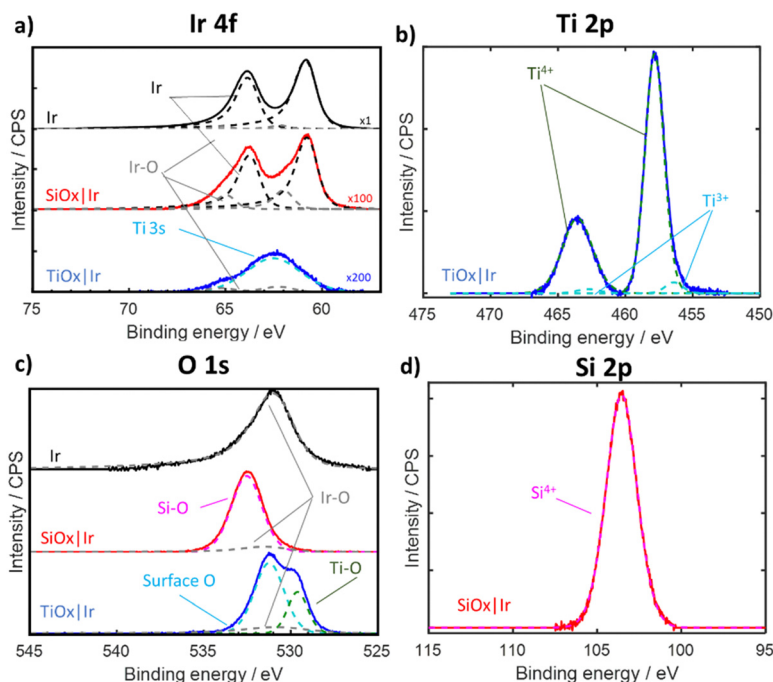 a) Ir 4f
Intensity / CPS
Ir
Ir
x1
Ir-O
SiOx|Ir
x100
Ti 3s
TiOx|Ir
x200
75 70 65 60
Binding energy / eV
b) Ti 2p
Intensity / CPS
Ti4+
Ti3+
TiOx|Ir
475 470 465 460 455 450
Binding energy / eV
c) O 1s
Intensity / CPS
Ir
Si-O
Ir-O
SiOx|Ir
Surface O
Ti-O
TiOx|Ir
545 540 535 530 525
Binding energy / eV
d) Si 2p
Intensity / CPS
Si4+
SiOx|Ir
115 110 105 100 95
Binding energy / eV